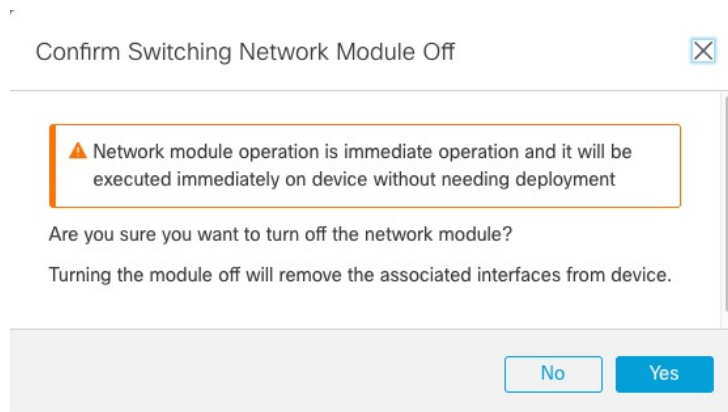 Confirm Switching Network Module Off
Network module operation is immediate operation and it will be
executed immediately on device without needing deployment
Are you sure you want to turn off the network module?
Turning the module off will remove the associated interfaces from device.
No
Yes